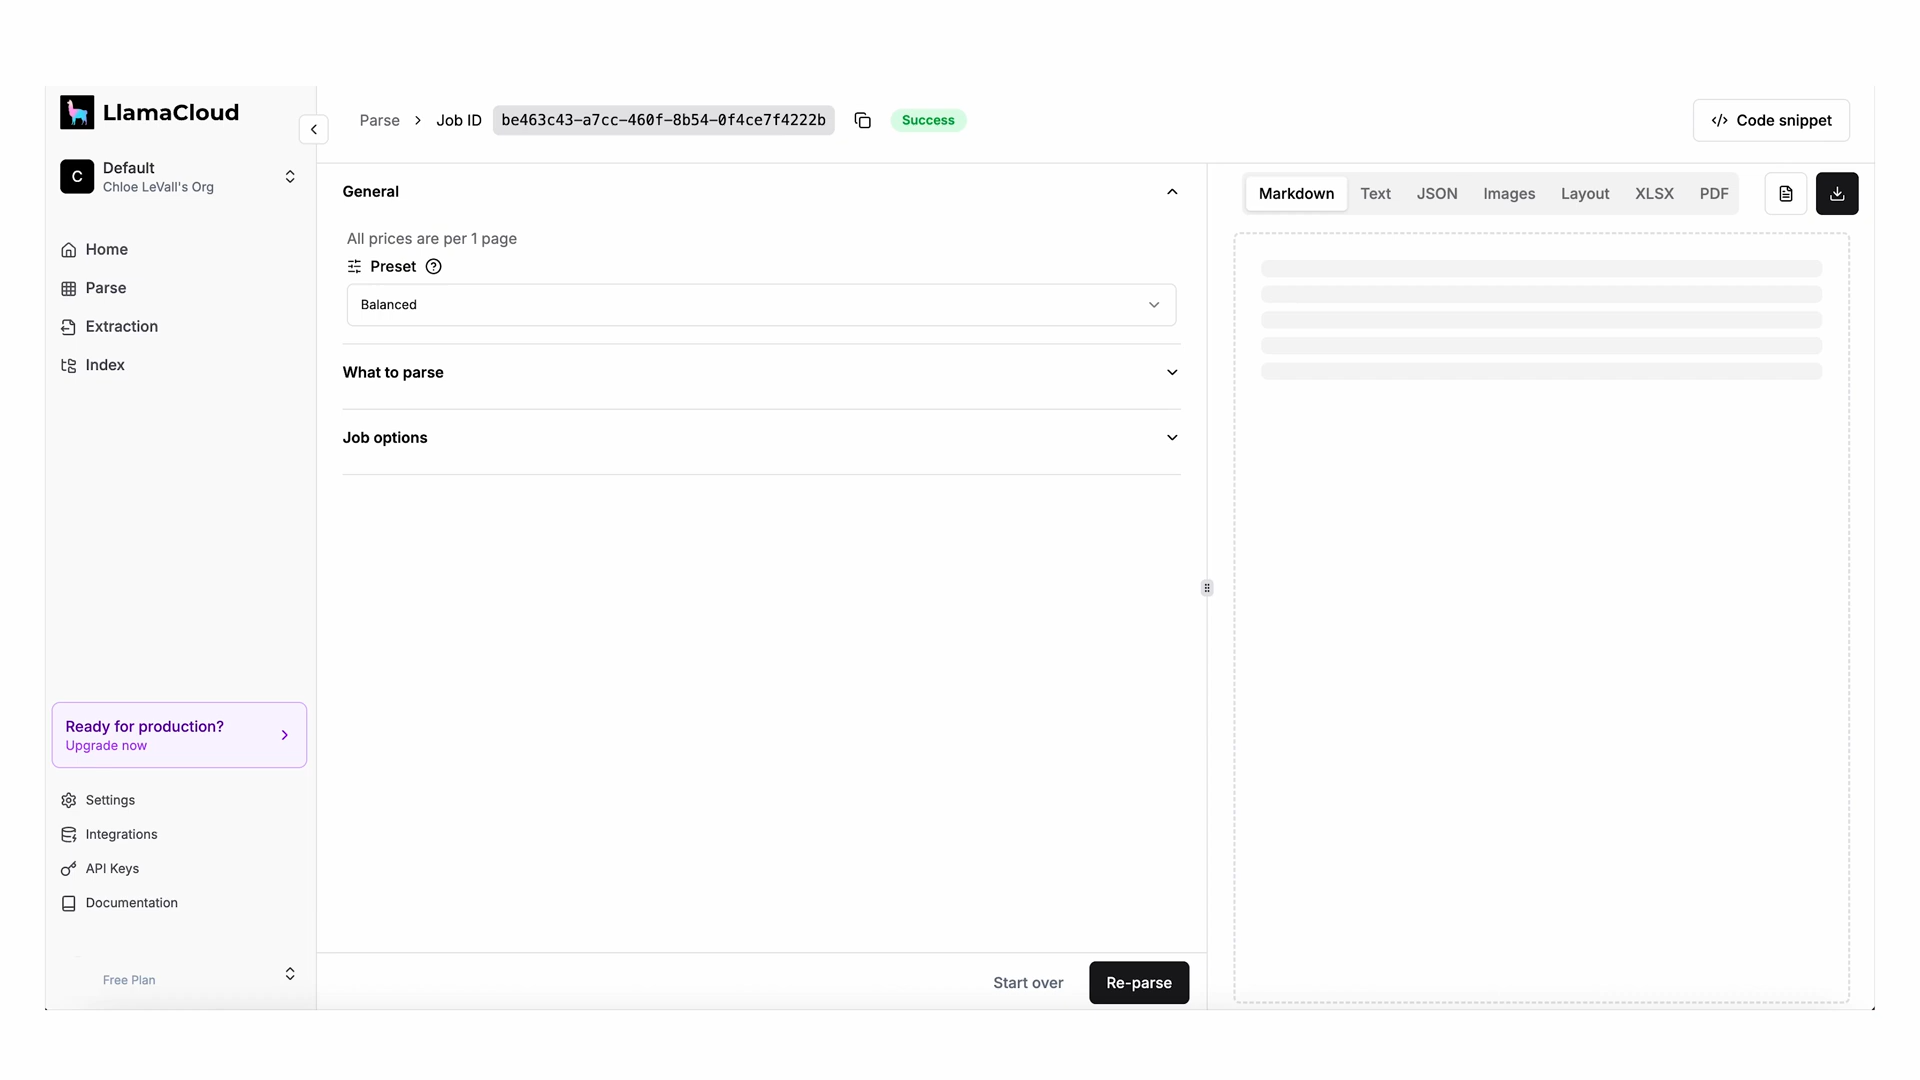 LlamaCloud
C
Default
Chloe LeVall's Org
Home
Parse
Extraction
Index
Ready for production?
Upgrade now
Settings
Integrations
API Keys
Documentation
Free Plan
Parse > Job ID be463c43-a7cc-460f-8b54-0f4ce7f4222b Success
</> Code snippet
General
All prices are per 1 page
Preset ?
Balanced
What to parse
Job options
Start over Re-parse
Markdown Text JSON Images Layout XLSX PDF